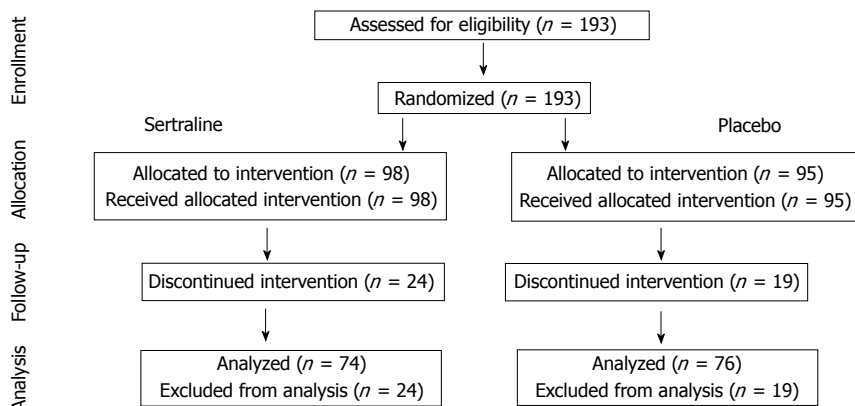 Enrollment
Assessed for eligibility (n = 193)
Randomized (n = 193)
Sertraline
Placebo
Allocation
Allocated to intervention (n = 98)
Received allocated intervention (n = 98)
Allocated to intervention (n = 95)
Received allocated intervention (n = 95)
Follow-up
Discontinued intervention (n = 24)
Discontinued intervention (n = 19)
Analysis
Analyzed (n = 74)
Excluded from analysis (n = 24)
Analyzed (n = 76)
Excluded from analysis (n = 19)